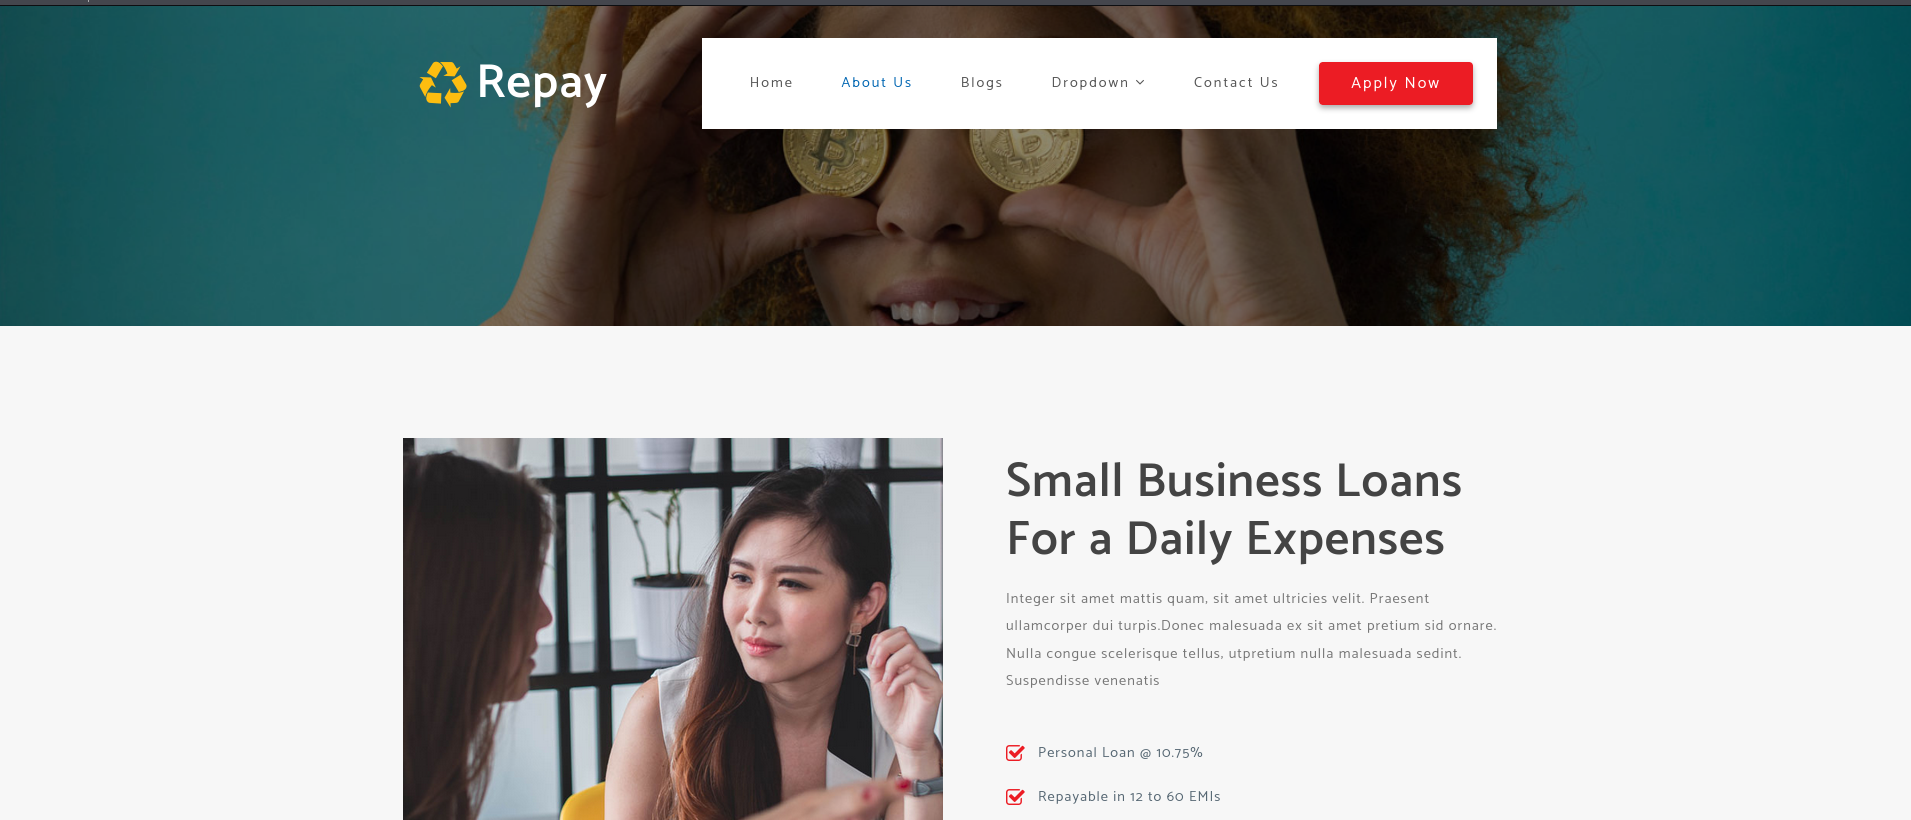 Repay
Home About Us Blogs Dropdown Contact Us Apply Now
Small Business Loans
For a Daily Expenses
Integer sit amet mattis quam, sit amet ultricies velit. Praesent
ullamcorper dui turpis.Donec malesuada ex sit amet pretium sid ornare.
Nulla congue scelerisque tellus, utpretium nulla malesuada sedint.
Suspendisse venenatis
Personal Loan @ 10.75%
Repayable in 12 to 60 EMIs